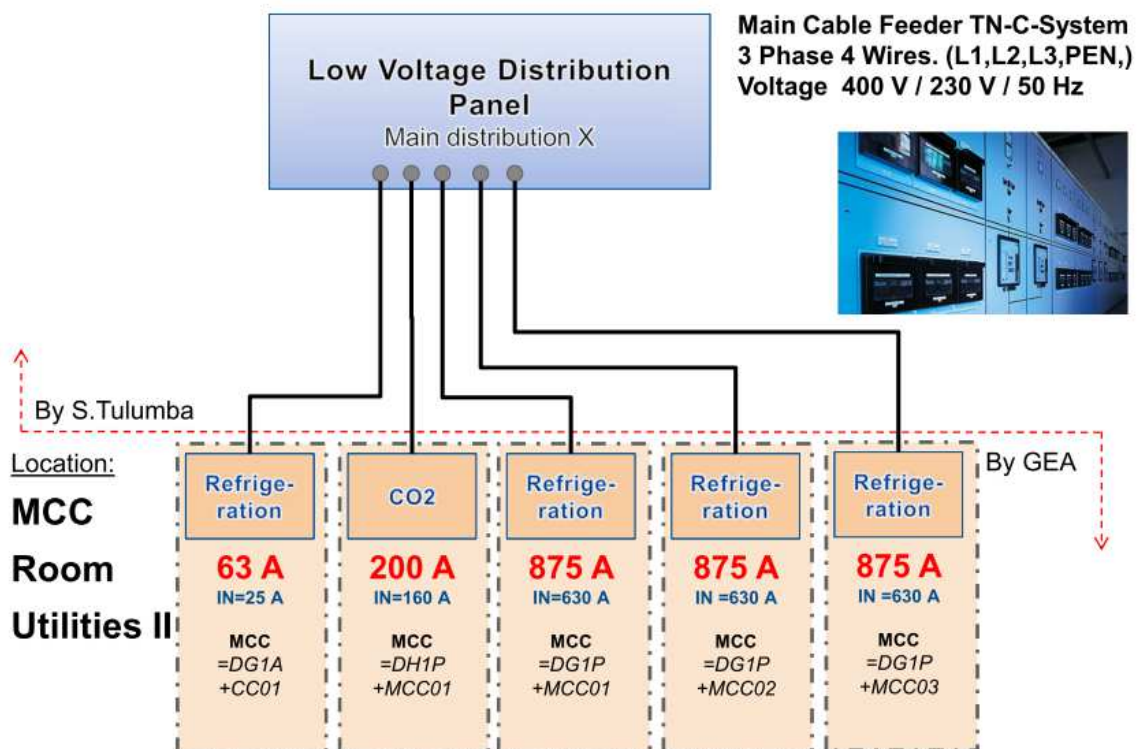 Low Voltage Distribution
Panel
Main distribution X
Main Cable Feeder TN-C-System
3 Phase 4 Wires. (L1,L2,L3,PEN,)
Voltage 400 V / 230 V / 50 Hz
By S.Tulumba
By GEA
Location:
MCC
Room
Utilities II
Refrige-
ration
63 A
IN=25 A
MCC
=DG1A
+CC01
CO2
200 A
IN=160 A
MCC
=DH1P
+MCC01
Refrige-
ration
875 A
IN=630 A
MCC
=DG1P
+MCC01
Refrige-
ration
875 A
IN =630 A
MCC
=DG1P
+MCC02
Refrige-
ration
875 A
IN =630 A
MCC
=DG1P
+MCC03